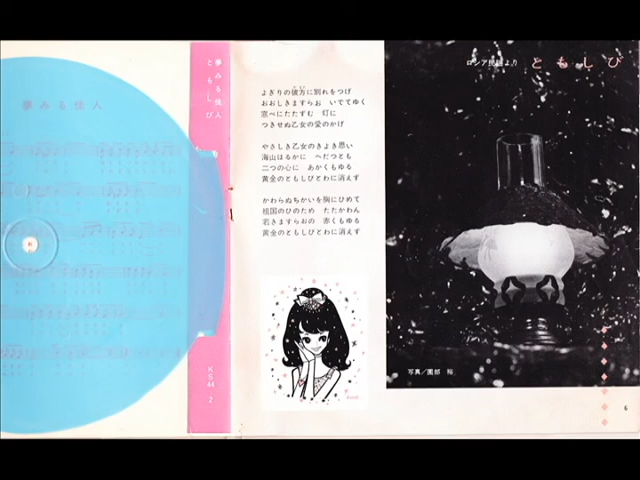 夢みる佳人
夢みる佳人
ともしび
KS44
2
よぎりの彼方に別れをつげ
おおしきますらお　いでてゆく
窓べにたたずむ　灯に
つきせぬ乙女の愛のかげ
やさしき乙女のきよき思い
海山はるかに　へだつとも
二つの心に　あかくもゆる
黄金のともしびとわに消えず
かわらぬちかいを胸にひめて
祖国のひのため　たたかわん
若きますらおの　赤くもゆる
黄金のともしびとわに消えず
ロシア民謡より　ともしび
写真/園部　裕
6